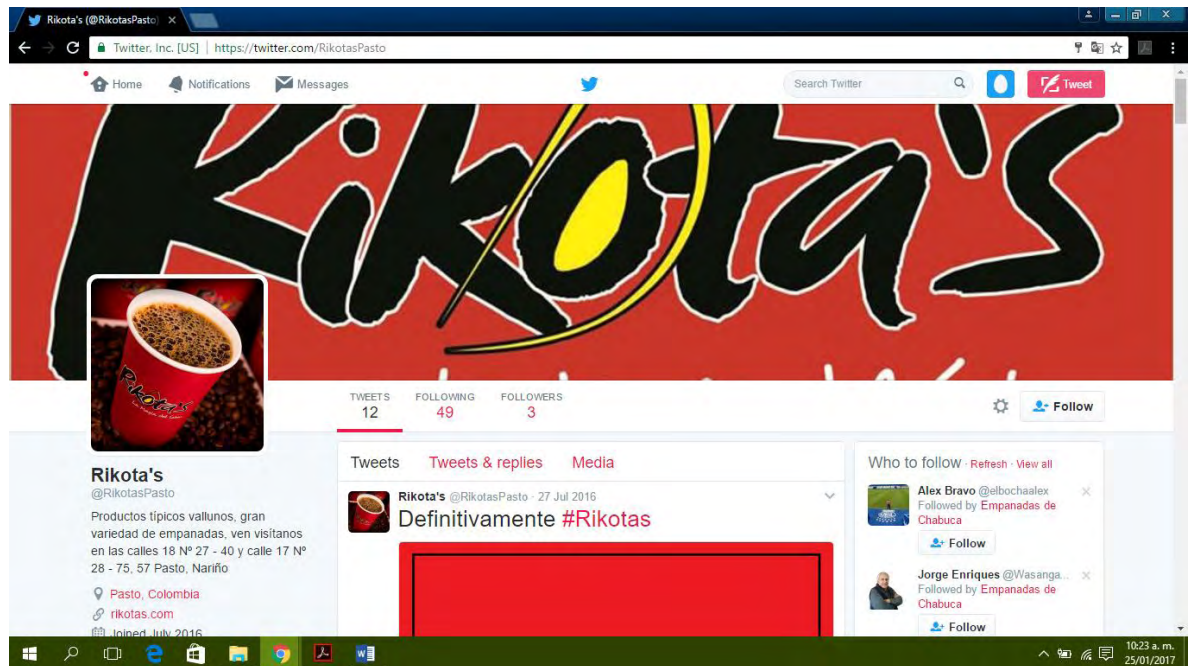 Rikota's (@RikotasPasto)
Twitter, Inc. [US] | https://twitter.com/RikotasPasto
Home Notifications Messages Search Twitter Tweet
Rikota's
Rikota's
TWEETS FOLLOWING FOLLOWERS
12 49 3
Follow
Rikota's
@RikotasPasto
Productos típicos vallunos, gran
variedad de empanadas, ven visítanos
en las calles 18 Nº 27 - 40 y calle 17 Nº
28 - 75, 57 Pasto, Nariño
Pasto, Colombia
rikotas.com
Joined July 2016
Tweets Tweets & replies Media
Rikota's @RikotasPasto · 27 Jul 2016
Definitivamente #Rikotas
Who to follow · Refresh · View all
Alex Bravo @elbochaalex
Followed by Empanadas de
Chabuca
Follow
Jorge Enriques @Wasanga...
Followed by Empanadas de
Chabuca
Follow
10:23 a. m.
25/01/2017